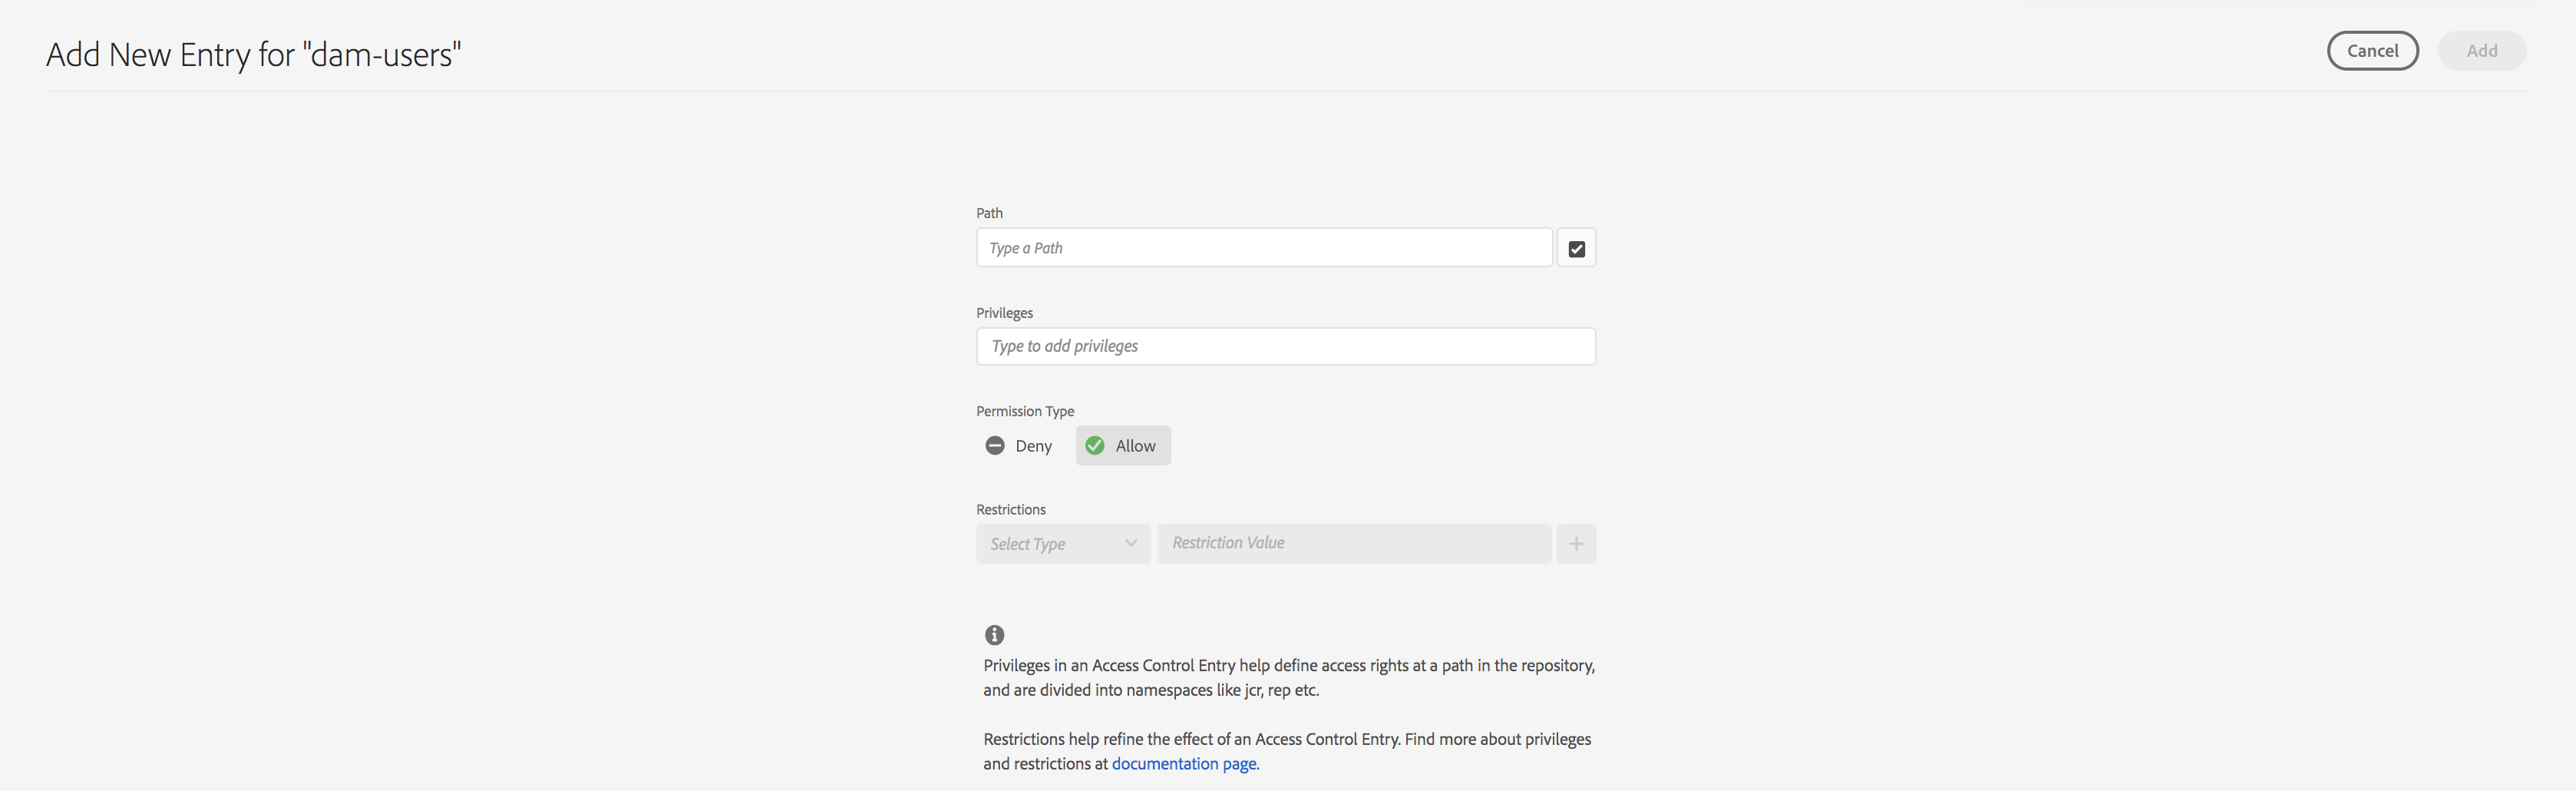 Add New Entry for "dam-users"
Cancel
Add
Path
Type a Path
Privileges
Type to add privileges
Permission Type
Deny
Allow
Restrictions
Select Type
Restriction Value
Privileges in an Access Control Entry help define access rights at a path in the repository,
and are divided into namespaces like jcr, rep etc.
Restrictions help refine the effect of an Access Control Entry. Find more about privileges
and restrictions at documentation page.